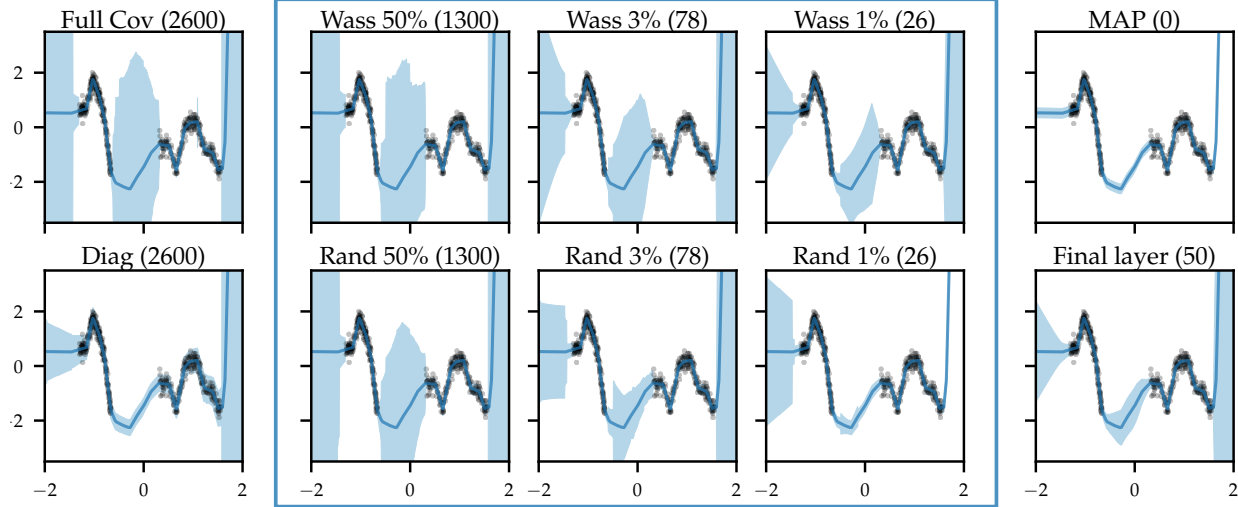 Full Cov (2600) Wass 50% (1300) Wass 3% (78) Wass 1% (26) MAP (0)
2
0
-2
Diag (2600) Rand 50% (1300) Rand 3% (78) Rand 1% (26) Final layer (50)
2
0
-2
−2 0 2 −2 0 2 −2 0 2 −2 0 2 −2 0 2